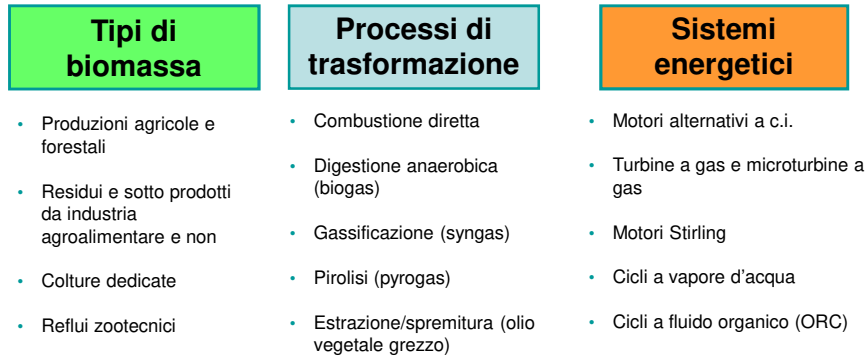 Tipi di
biomassa
• Produzioni agricole e
forestali
• Residui e sotto prodotti
da industria
agroalimentare e non
• Colture dedicate
• Reflui zootecnici
Processi di
trasformazione
• Combustione diretta
• Digestione anaerobica
(biogas)
• Gassificazione (syngas)
• Pirolisi (pyrogas)
• Estrazione/spremitura (olio
vegetale grezzo)
Sistemi
energetici
• Motori alternativi a c.i.
• Turbine a gas e microturbine a
gas
• Motori Stirling
• Cicli a vapore d'acqua
• Cicli a fluido organico (ORC)